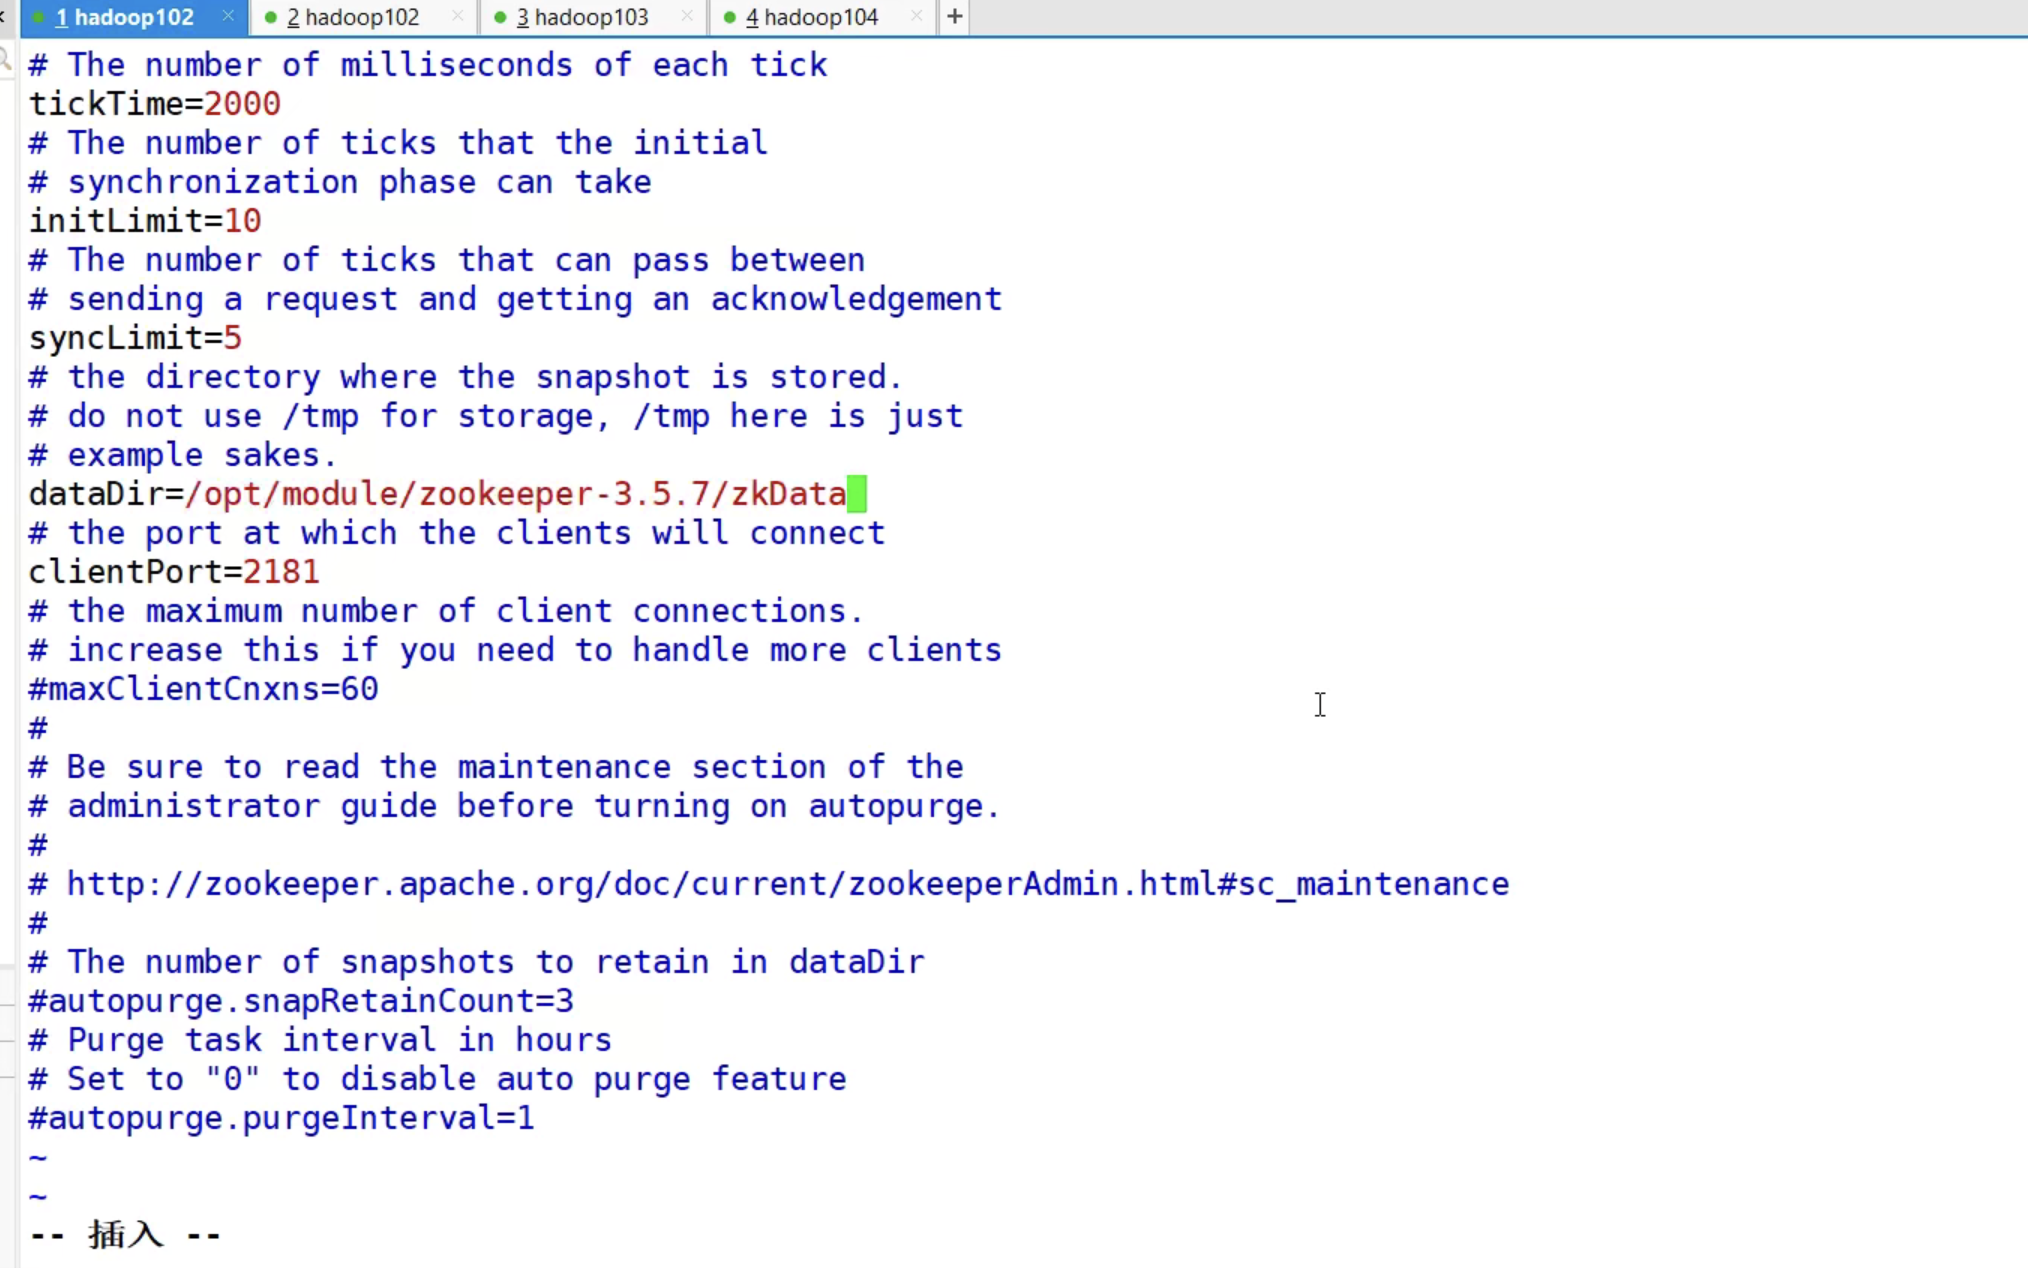 1 hadoop102 × 2 hadoop102 × 3 hadoop103 × 4 hadoop104 × +
# The number of milliseconds of each tick
tickTime=2000
# The number of ticks that the initial
# synchronization phase can take
initLimit=10
# The number of ticks that can pass between
# sending a request and getting an acknowledgement
syncLimit=5
# the directory where the snapshot is stored.
# do not use /tmp for storage, /tmp here is just
# example sakes.
dataDir=/opt/module/zookeeper-3.5.7/zkData
# the port at which the clients will connect
clientPort=2181
# the maximum number of client connections.
# increase this if you need to handle more clients
#maxClientCnxns=60
#
# Be sure to read the maintenance section of the
# administrator guide before turning on autopurge.
#
# http://zookeeper.apache.org/doc/current/zookeeperAdmin.html#sc_maintenance
#
# The number of snapshots to retain in dataDir
#autopurge.snapRetainCount=3
# Purge task interval in hours
# Set to "0" to disable auto purge feature
#autopurge.purgeInterval=1
~
~
-- 插入 --